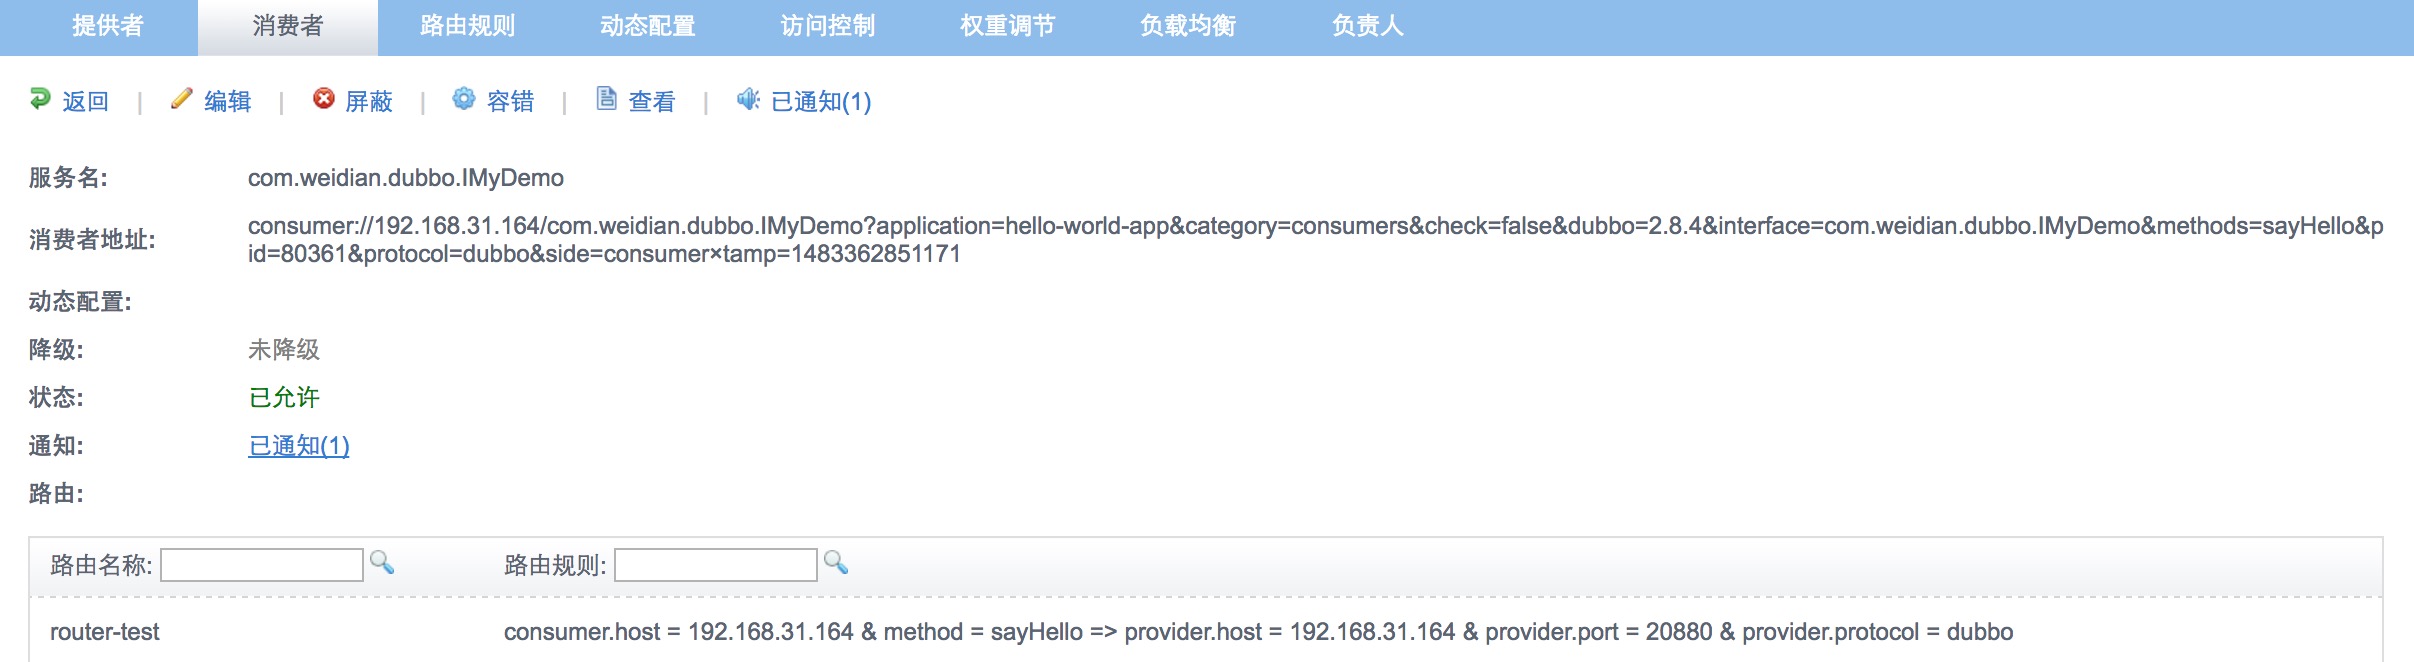 提供者 消费者 路由规则 动态配置 访问控制 权重调节 负载均衡 负责人
返回 | 编辑 | 屏蔽 | 容错 | 查看 | 已通知(1)
服务名: com.weidian.dubbo.IMyDemo
消费者地址: consumer://192.168.31.164/com.weidian.dubbo.IMyDemo?application=hello-world-app&category=consumers&check=false&dubbo=2.8.4&interface=com.weidian.dubbo.IMyDemo&methods=sayHello&p
id=80361&protocol=dubbo&side=consumer×tamp=1483362851171
动态配置:
降级: 未降级
状态: 已允许
通知: 已通知(1)
路由:
路由名称: 路由规则:
router-test consumer.host = 192.168.31.164 & method = sayHello => provider.host = 192.168.31.164 & provider.port = 20880 & provider.protocol = dubbo